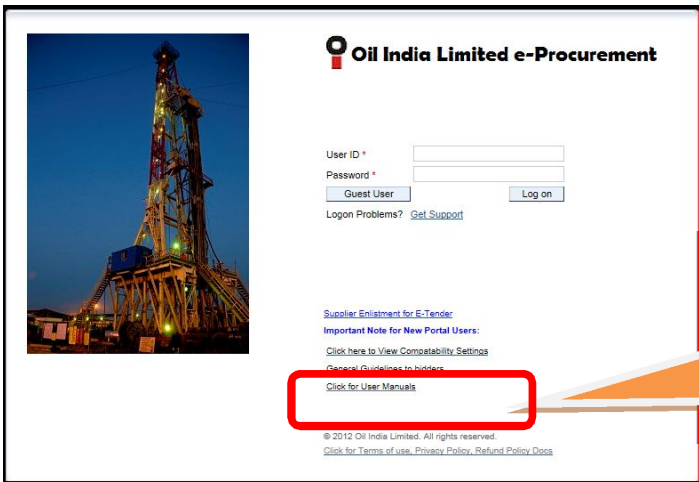 Oil India Limited e-Procurement
User ID *
Password *
Guest User Log on
Logon Problems? Get Support
Supplier Enlistment for E-Tender
Important Note for New Portal Users:
Click here to View Compatability Settings
General Guidelines to bidders
Click for User Manuals
© 2012 Oil India Limited. All rights reserved.
Click for Terms of use, Privacy Policy, Refund Policy Docs